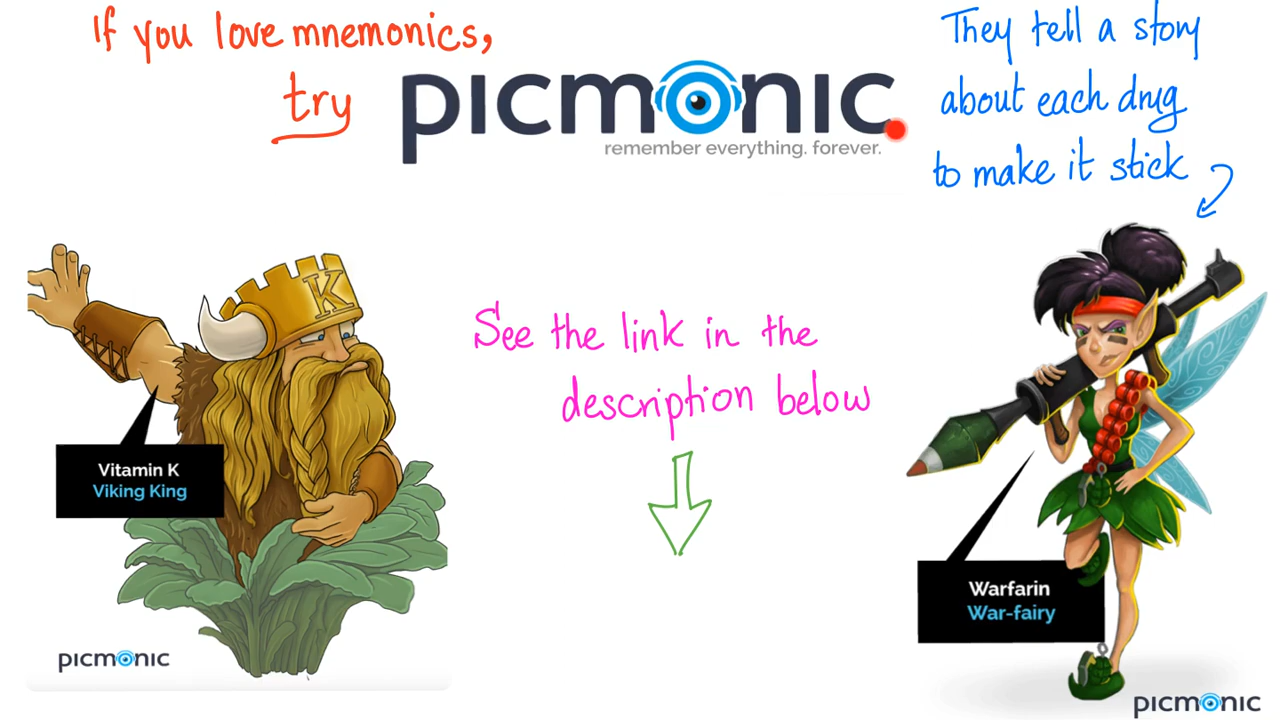 If you love mnemonics,
try
picmonic.
remember everything. forever.
They tell a story
about each drug
to make it stick
See the link in the
description below
K
Vitamin K
Viking King
picmonic
Warfarin
War-fairy
picmonic